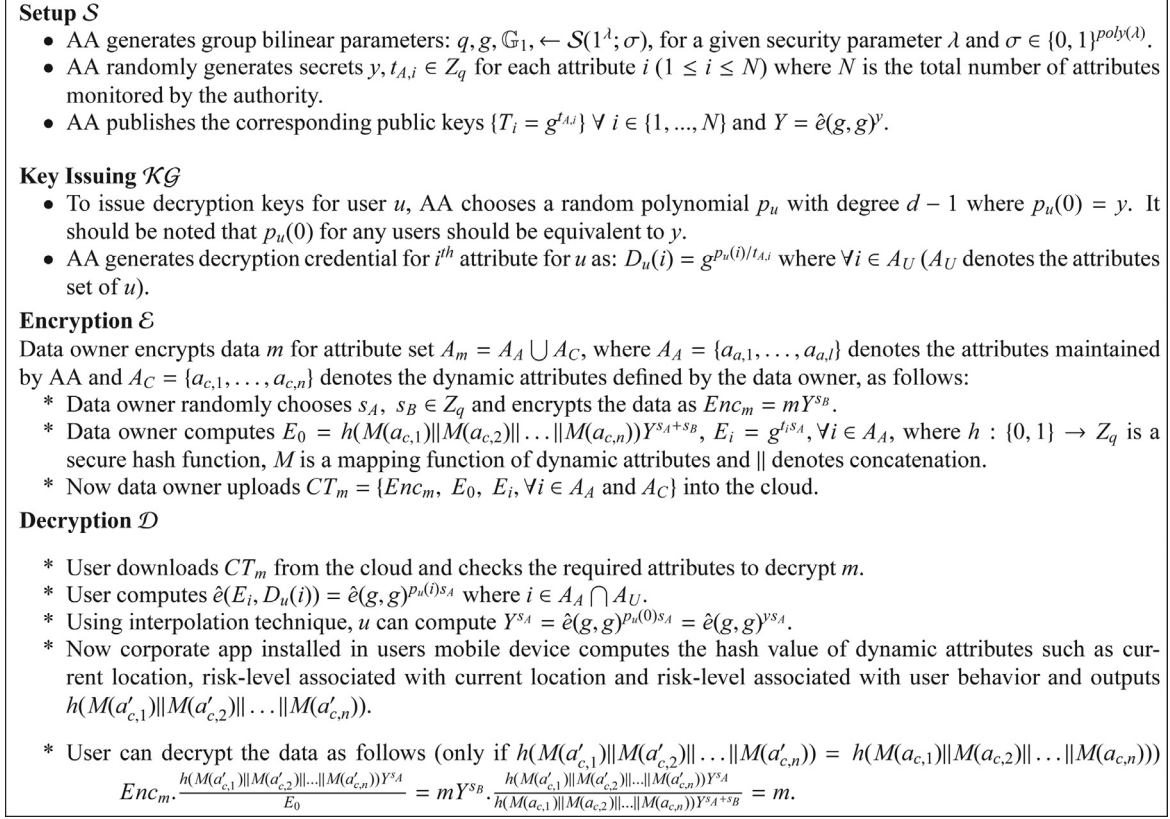 Setup 𝒮
• AA generates group bilinear parameters: q, g, 𝔾₁, ← 𝒮(1^λ; σ), for a given security parameter λ and σ ∈ {0, 1}^{poly(λ)}.
• AA randomly generates secrets y, t_{A,i} ∈ Z_q for each attribute i (1 ≤ i ≤ N) where N is the total number of attributes
monitored by the authority.
• AA publishes the corresponding public keys {T_i = g^{t_{A,i}}} ∀ i ∈ {1, ..., N} and Y = ê(g, g)^y.
Key Issuing 𝒦𝒢
• To issue decryption keys for user u, AA chooses a random polynomial p_u with degree d − 1 where p_u(0) = y. It
should be noted that p_u(0) for any users should be equivalent to y.
• AA generates decryption credential for i^{th} attribute for u as: D_u(i) = g^{p_u(i)/t_{A,i}} where ∀i ∈ A_U (A_U denotes the attributes
set of u).
Encryption ℰ
Data owner encrypts data m for attribute set A_m = A_A ⋃ A_C, where A_A = {a_{a,1}, . . . , a_{a,l}} denotes the attributes maintained
by AA and A_C = {a_{c,1}, . . . , a_{c,n}} denotes the dynamic attributes defined by the data owner, as follows:
* Data owner randomly chooses s_A, s_B ∈ Z_q and encrypts the data as Enc_m = mY^{s_B}.
* Data owner computes E_0 = h(M(a_{c,1})||M(a_{c,2})|| . . . ||M(a_{c,n}))Y^{s_A+s_B}, E_i = g^{t_i s_A}, ∀i ∈ A_A, where h : {0, 1} → Z_q is a
secure hash function, M is a mapping function of dynamic attributes and || denotes concatenation.
* Now data owner uploads CT_m = {Enc_m, E_0, E_i, ∀i ∈ A_A and A_C} into the cloud.
Decryption 𝒟
* User downloads CT_m from the cloud and checks the required attributes to decrypt m.
* User computes ê(E_i, D_u(i)) = ê(g, g)^{p_u(i)s_A} where i ∈ A_A ⋂ A_U.
* Using interpolation technique, u can compute Y^{s_A} = ê(g, g)^{p_u(0)s_A} = ê(g, g)^{ys_A}.
* Now corporate app installed in users mobile device computes the hash value of dynamic attributes such as cur-
rent location, risk-level associated with current location and risk-level associated with user behavior and outputs
h(M(a′_{c,1})||M(a′_{c,2})|| . . . ||M(a′_{c,n})).
* User can decrypt the data as follows (only if h(M(a′_{c,1})||M(a′_{c,2})|| . . . ||M(a′_{c,n})) = h(M(a_{c,1})||M(a_{c,2})|| . . . ||M(a_{c,n})))
Enc_m. \frac{h(M(a′_{c,1})||M(a′_{c,2})||...||M(a′_{c,n}))Y^{s_A}}{E_0} = mY^{s_B}. \frac{h(M(a′_{c,1})||M(a′_{c,2})||...||M(a′_{c,n}))Y^{s_A}}{h(M(a_{c,1})||M(a_{c,2})||...||M(a_{c,n}))Y^{s_A+s_B}} = m.